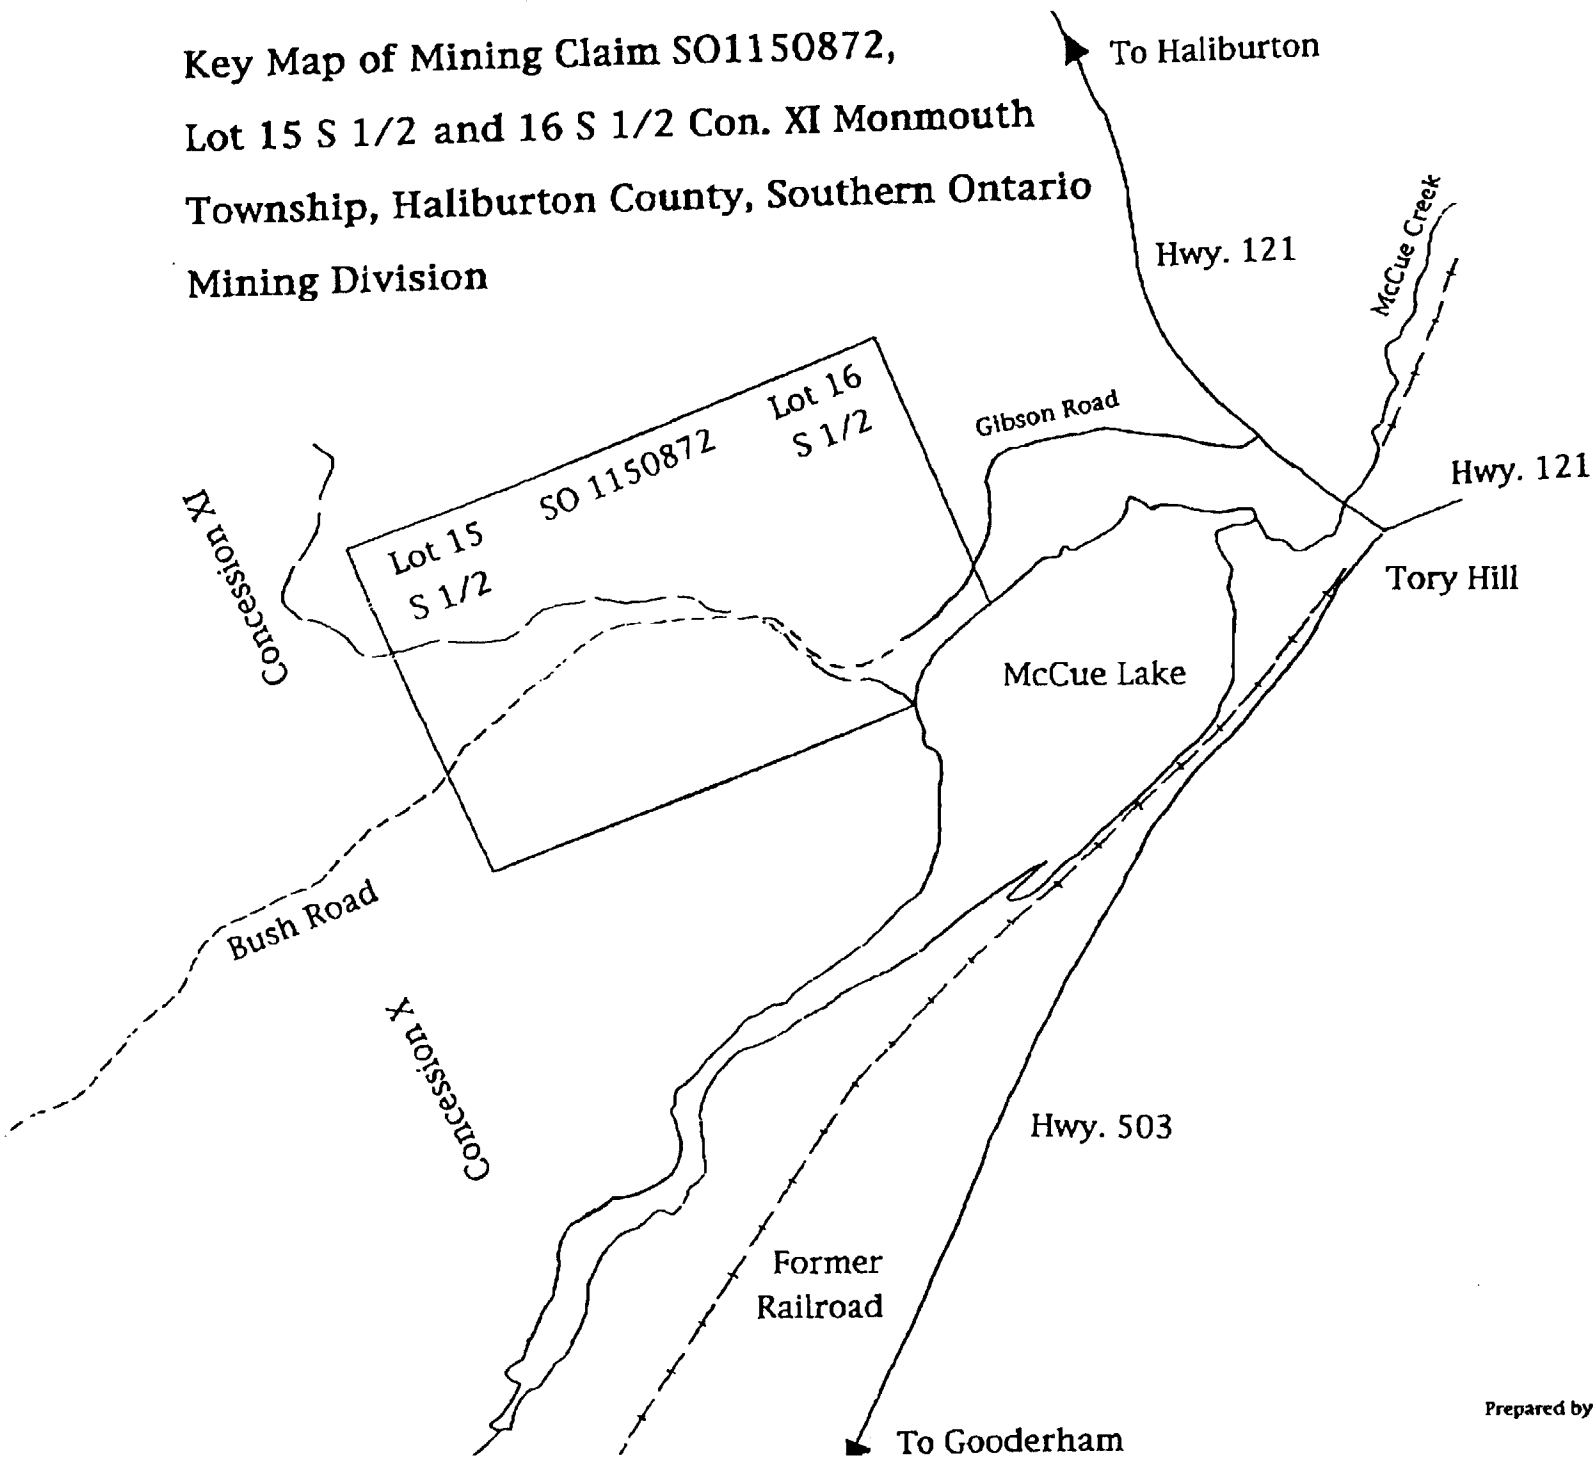 Key Map of Mining Claim SO1150872,
Lot 15 S 1/2 and 16 S 1/2 Con. XI Monmouth
Township, Haliburton County, Southern Ontario
Mining Division
To Haliburton
Hwy. 121
McCue Creek
Lot 16
S 1/2
SO 1150872
Lot 15
S 1/2
Gibson Road
Hwy. 121
Concession XI
Tory Hill
McCue Lake
Bush Road
Concession X
Hwy. 503
Former
Railroad
To Gooderham
Prepared by